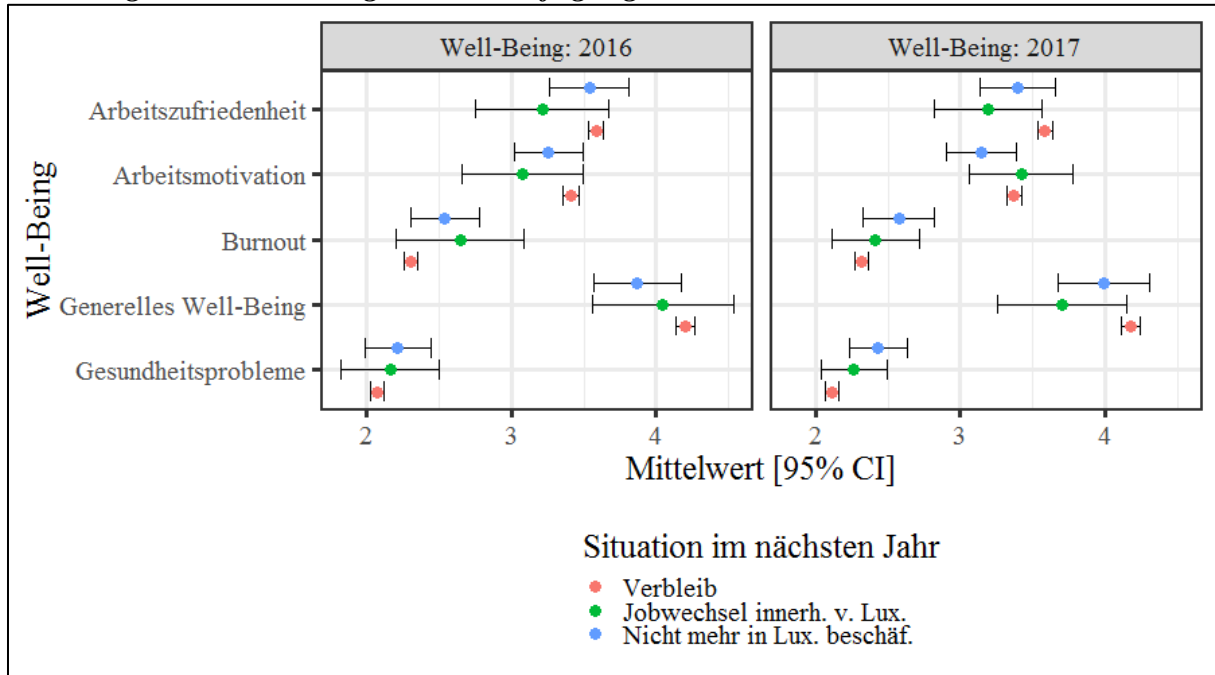 Well-Being: 2016
Well-Being: 2017
Well-Being
Arbeitszufriedenheit
Arbeitsmotivation
Burnout
Generelles Well-Being
Gesundheitsprobleme
2 3 4
2 3 4
Mittelwert [95% CI]
Situation im nächsten Jahr
Verbleib
Jobwechsel innerh. v. Lux.
Nicht mehr in Lux. beschäf.